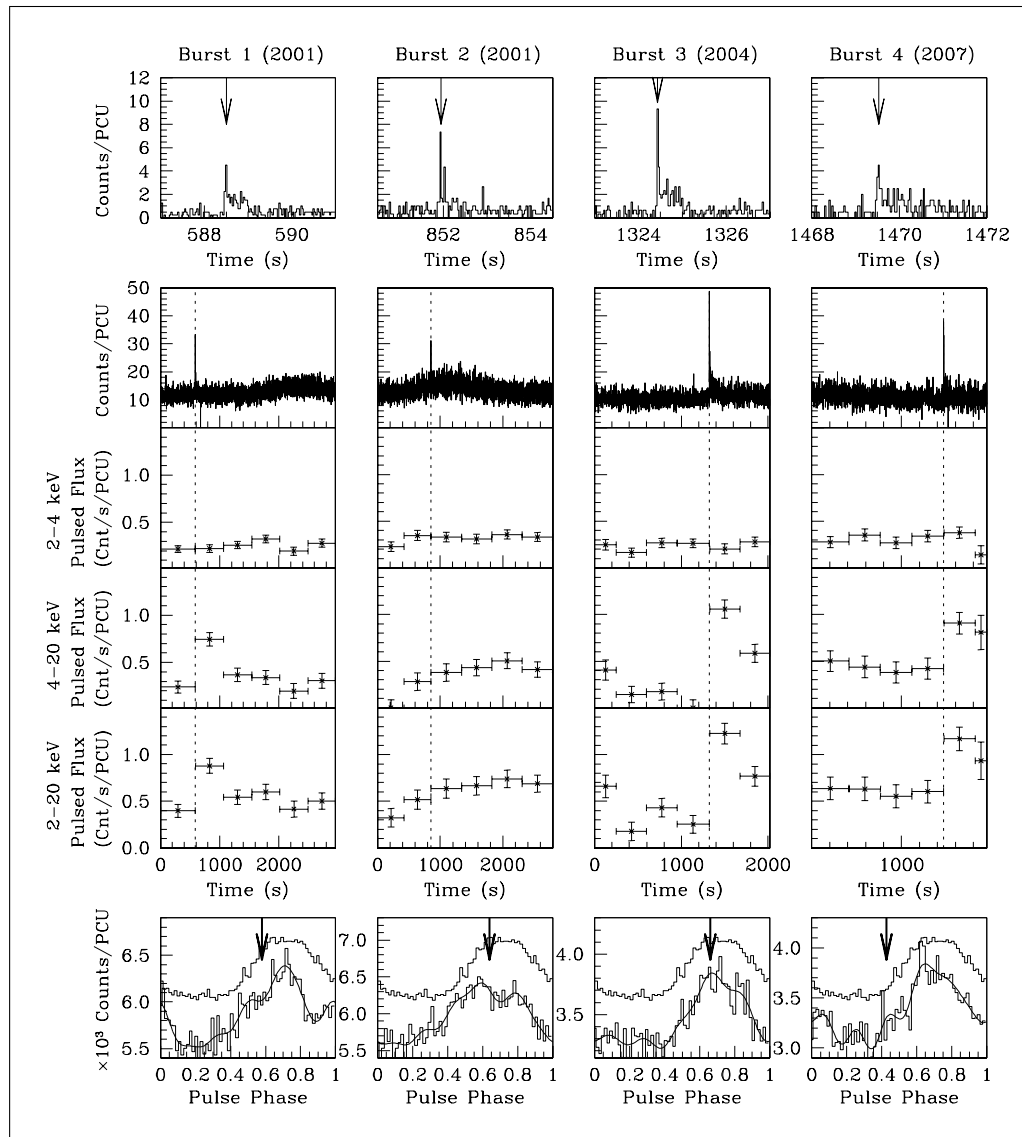 Burst 1 (2001) Burst 2 (2001) Burst 3 (2004) Burst 4 (2007)
Counts/PCU
12
10
8
6
4
2
0
588 590 852 854 1324 1326 1468 1470 1472
Time (s) Time (s) Time (s) Time (s)
Counts/PCU
50
40
30
20
10
2−4 keV
Pulsed Flux
(Cnt/s/PCU)
1.0
0.5
4−20 keV
Pulsed Flux
(Cnt/s/PCU)
1.0
0.5
2−20 keV
Pulsed Flux
(Cnt/s/PCU)
1.0
0.5
0.0
0 1000 2000 0 1000 2000 0 1000 2000 1000
Time (s) Time (s) Time (s) Time (s)
×10³ Counts/PCU
6.5
6.0
5.5
7.0
6.5
6.0
5.5
4.0
3.5
4.0
3.5
3.0
0 0.2 0.4 0.6 0.8 1 0 0.2 0.4 0.6 0.8 1 0 0.2 0.4 0.6 0.8 1 0 0.2 0.4 0.6 0.8 1
Pulse Phase Pulse Phase Pulse Phase Pulse Phase